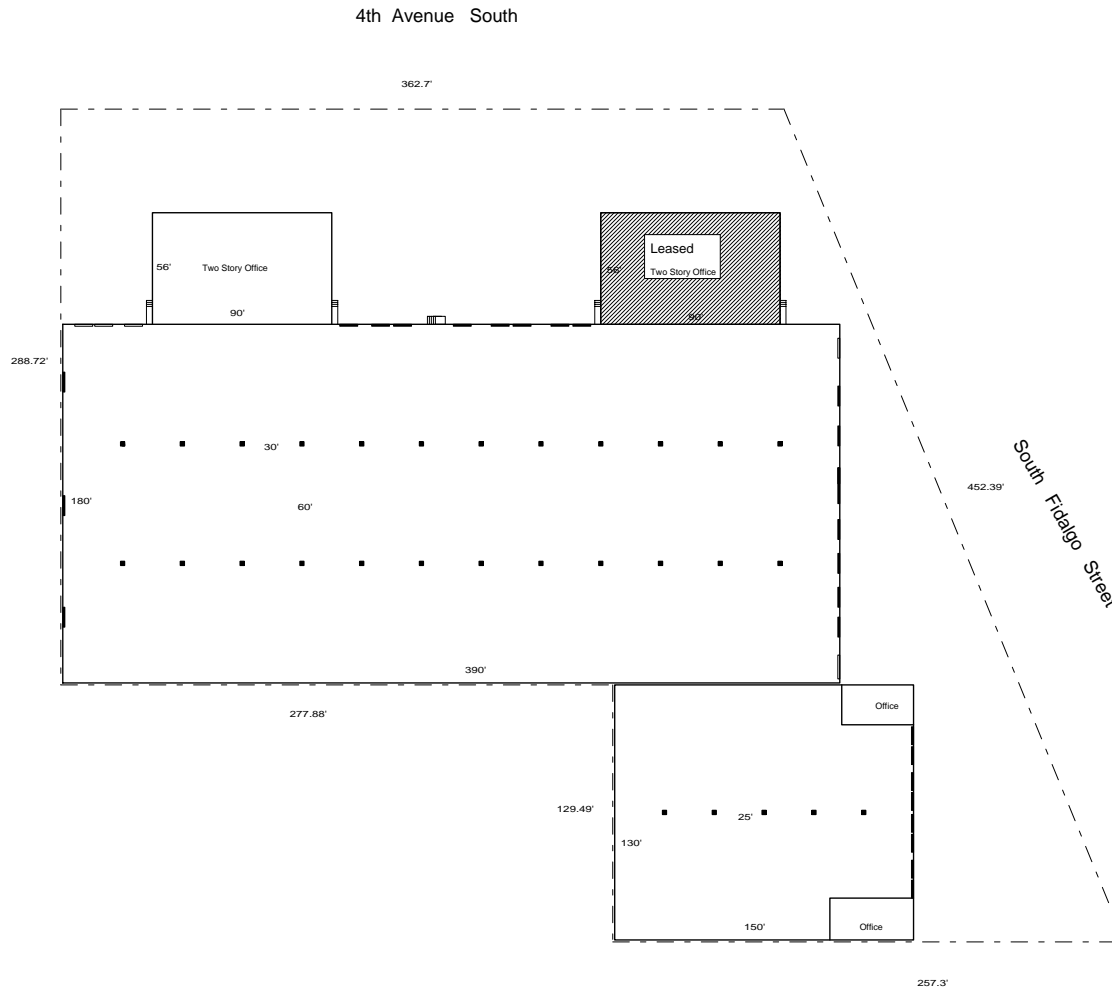 4th Avenue South
362.7'
Leased
56'
Two Story Office
56'
Two Story Office
90'
90'
288.72'
30'
South Fidalgo Street
452.39'
180'
60'
390'
277.88'
Office
129.49'
25'
130'
150'
Office
257.3'